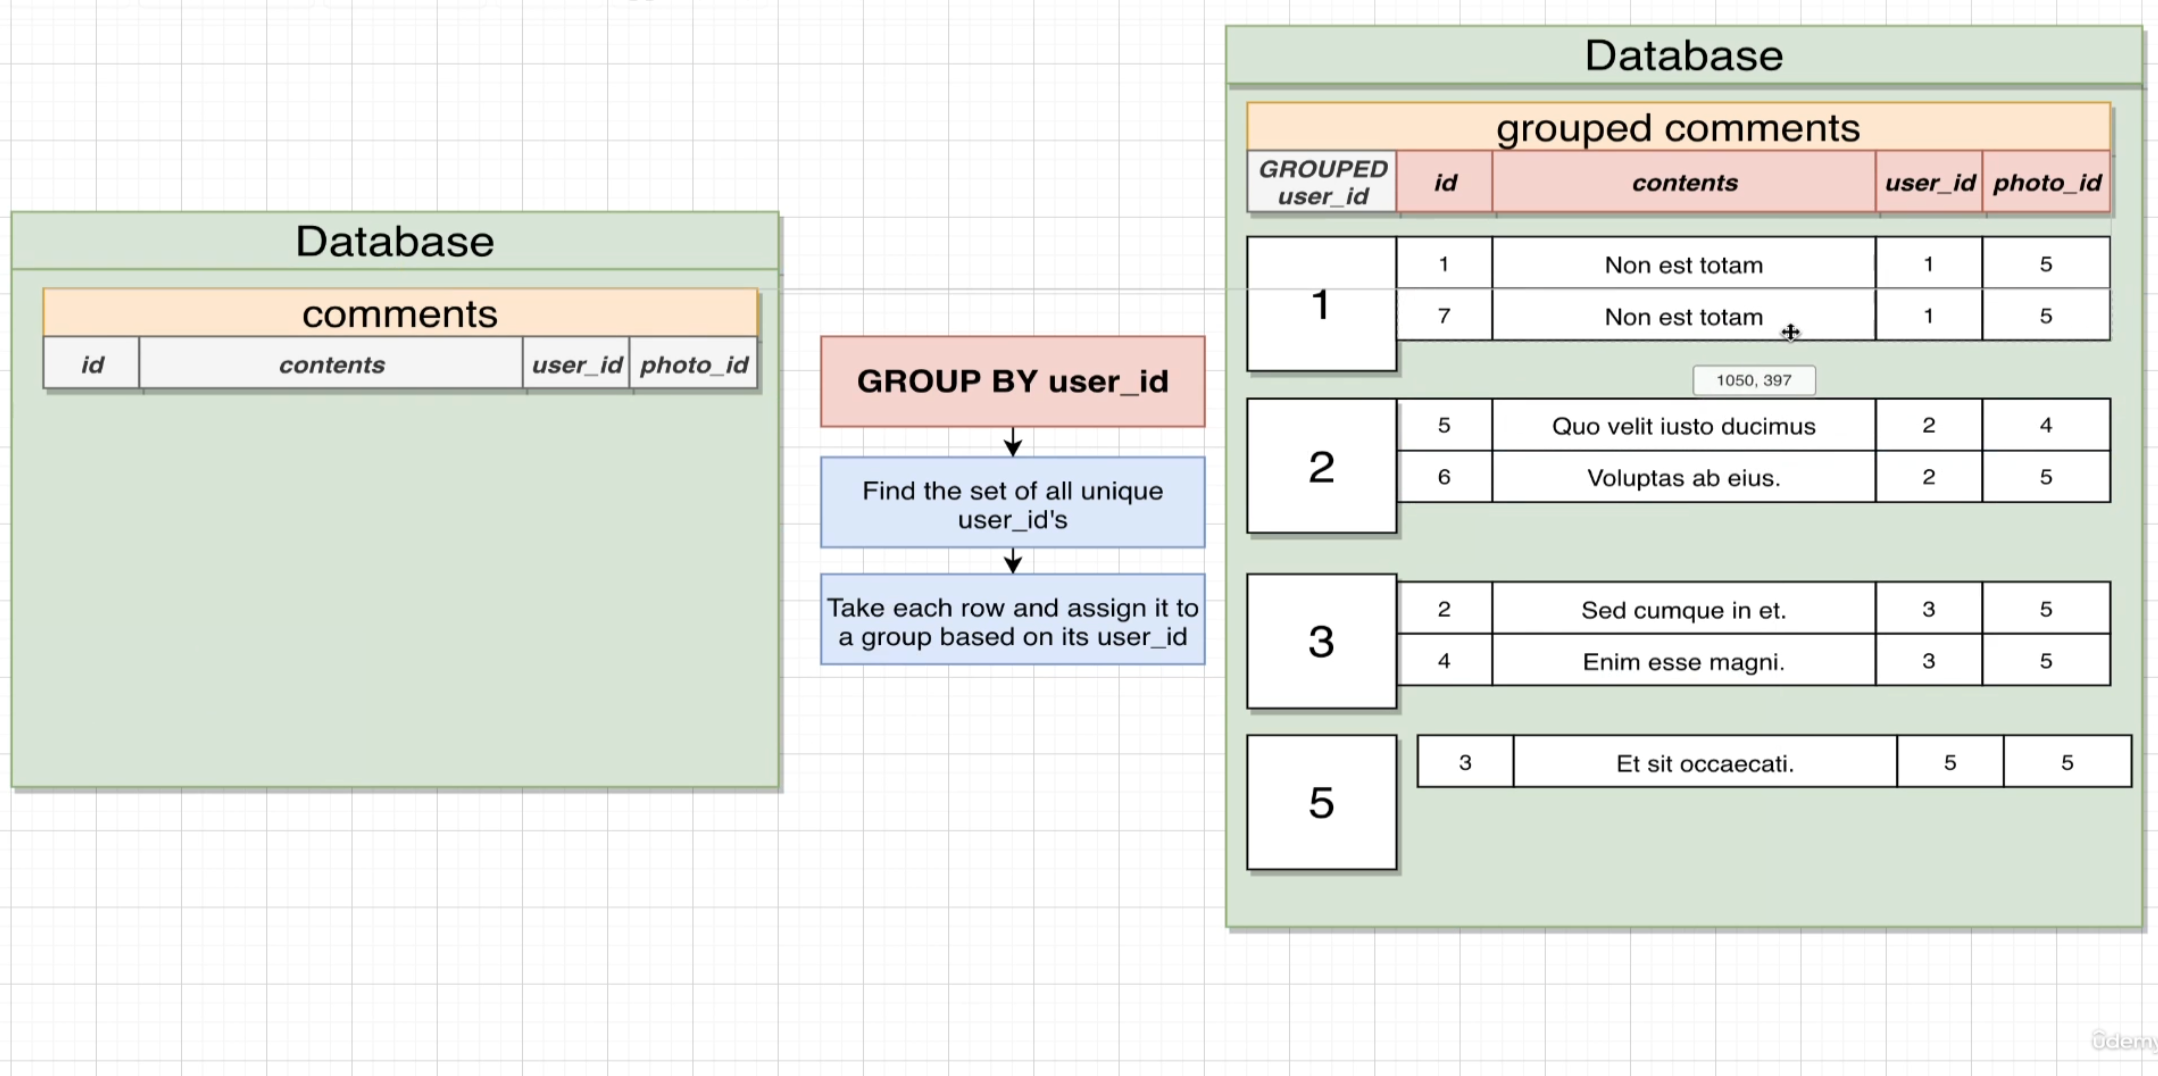 Database
comments
id contents user_id photo_id
GROUP BY user_id
Find the set of all unique
user_id's
Take each row and assign it to
a group based on its user_id
Database
grouped comments
GROUPED
user_id
id contents user_id photo_id
1
1 Non est totam 1 5
7 Non est totam 1 5
1050, 397
2
5 Quo velit iusto ducimus 2 4
6 Voluptas ab eius. 2 5
3
2 Sed cumque in et. 3 5
4 Enim esse magni. 3 5
5
3 Et sit occaecati. 5 5
ûdemy